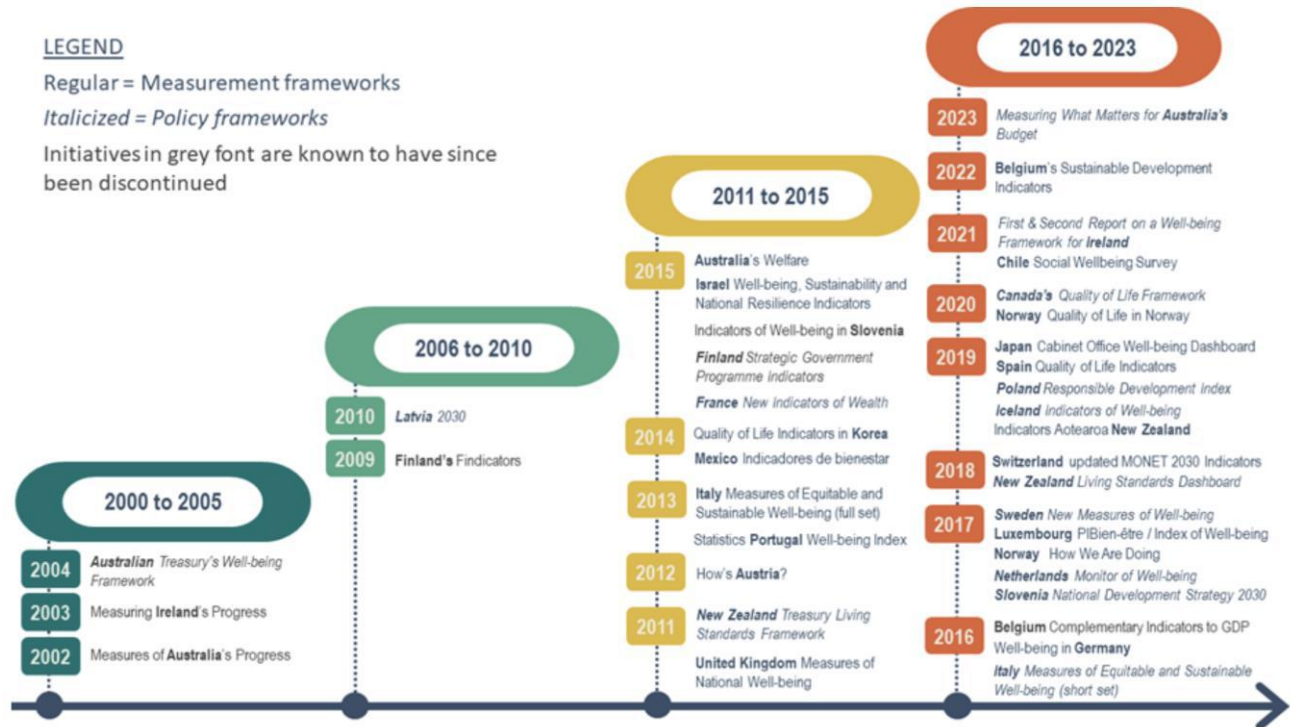 LEGEND
Regular = Measurement frameworks
Italicized = Policy frameworks
Initiatives in grey font are known to have since
been discontinued
2000 to 2005
2004
Australian Treasury's Well-being
Framework
2003
Measuring Ireland's Progress
2002
Measures of Australia's Progress
2006 to 2010
2010
Latvia 2030
2009
Finland's Findicators
2011 to 2015
2015
Australia's Welfare
Israel Well-being, Sustainability and
National Resilience Indicators
Indicators of Well-being in Slovenia
Finland Strategic Government
Programme Indicators
France New Indicators of Wealth
2014
Quality of Life Indicators in Korea
Mexico Indicadores de bienestar
2013
Italy Measures of Equitable and
Sustainable Well-being (full set)
Statistics Portugal Well-being Index
2012
How's Austria?
2011
New Zealand Treasury Living
Standards Framework
United Kingdom Measures of
National Well-being
2016 to 2023
2023
Measuring What Matters for Australia's
Budget
2022
Belgium's Sustainable Development
Indicators
2021
First & Second Report on a Well-being
Framework for Ireland
Chile Social Wellbeing Survey
2020
Canada's Quality of Life Framework
Norway Quality of Life in Norway
2019
Japan Cabinet Office Well-being Dashboard
Spain Quality of Life Indicators
Poland Responsible Development Index
Iceland Indicators of Well-being
Indicators Aotearoa New Zealand
2018
Switzerland updated MONET 2030 Indicators
New Zealand Living Standards Dashboard
2017
Sweden New Measures of Well-being
Luxembourg PIBien-être / Index of Well-being
Norway How We Are Doing
Netherlands Monitor of Well-being
Slovenia National Development Strategy 2030
2016
Belgium Complementary Indicators to GDP
Well-being in Germany
Italy Measures of Equitable and Sustainable
Well-being (short set)